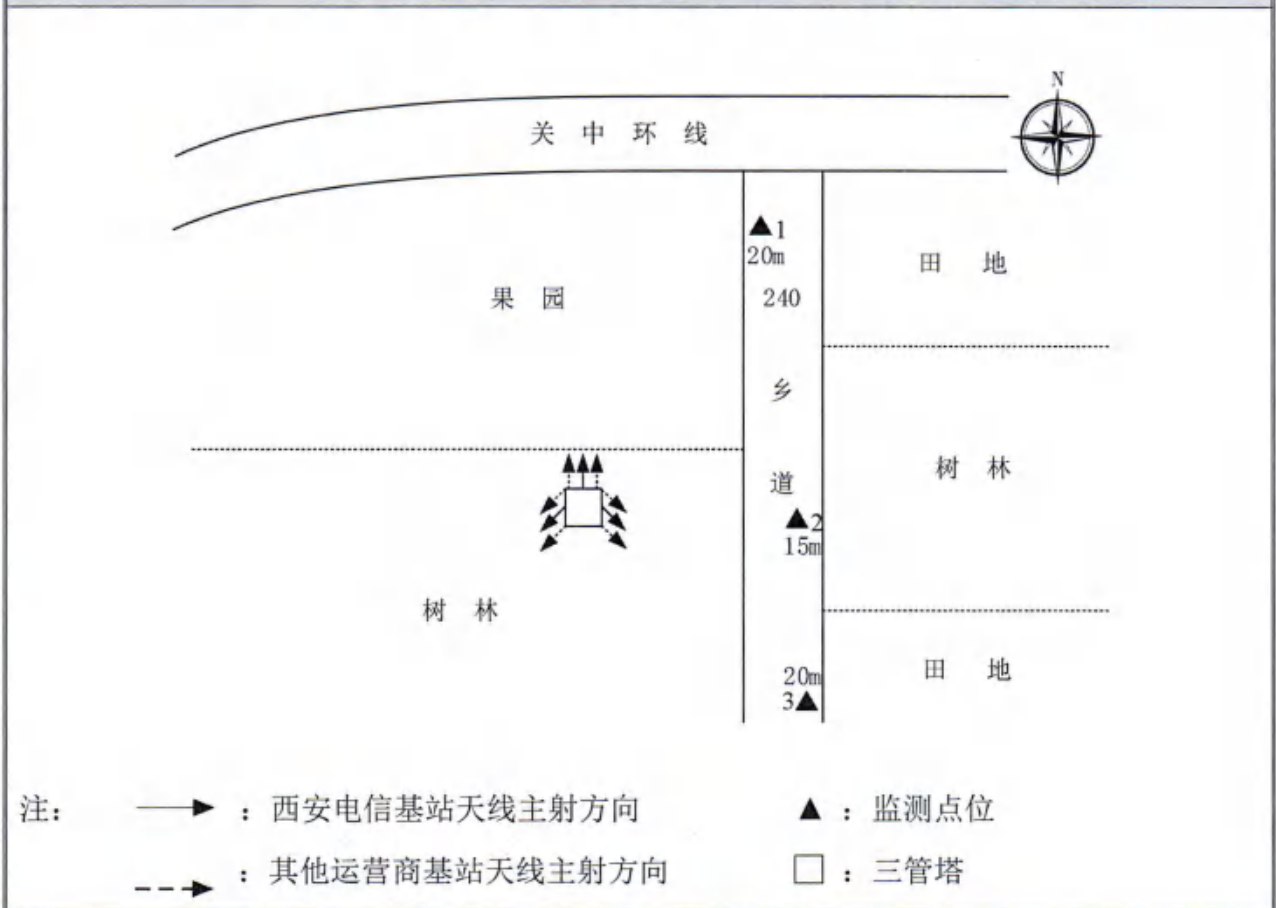 N
关中环线
1
20m
田地
果园
240
乡
道
树林
2
15m
树林
20m
田地
3
注：
：西安电信基站天线主射方向
：监测点位
：其他运营商基站天线主射方向
：三管塔